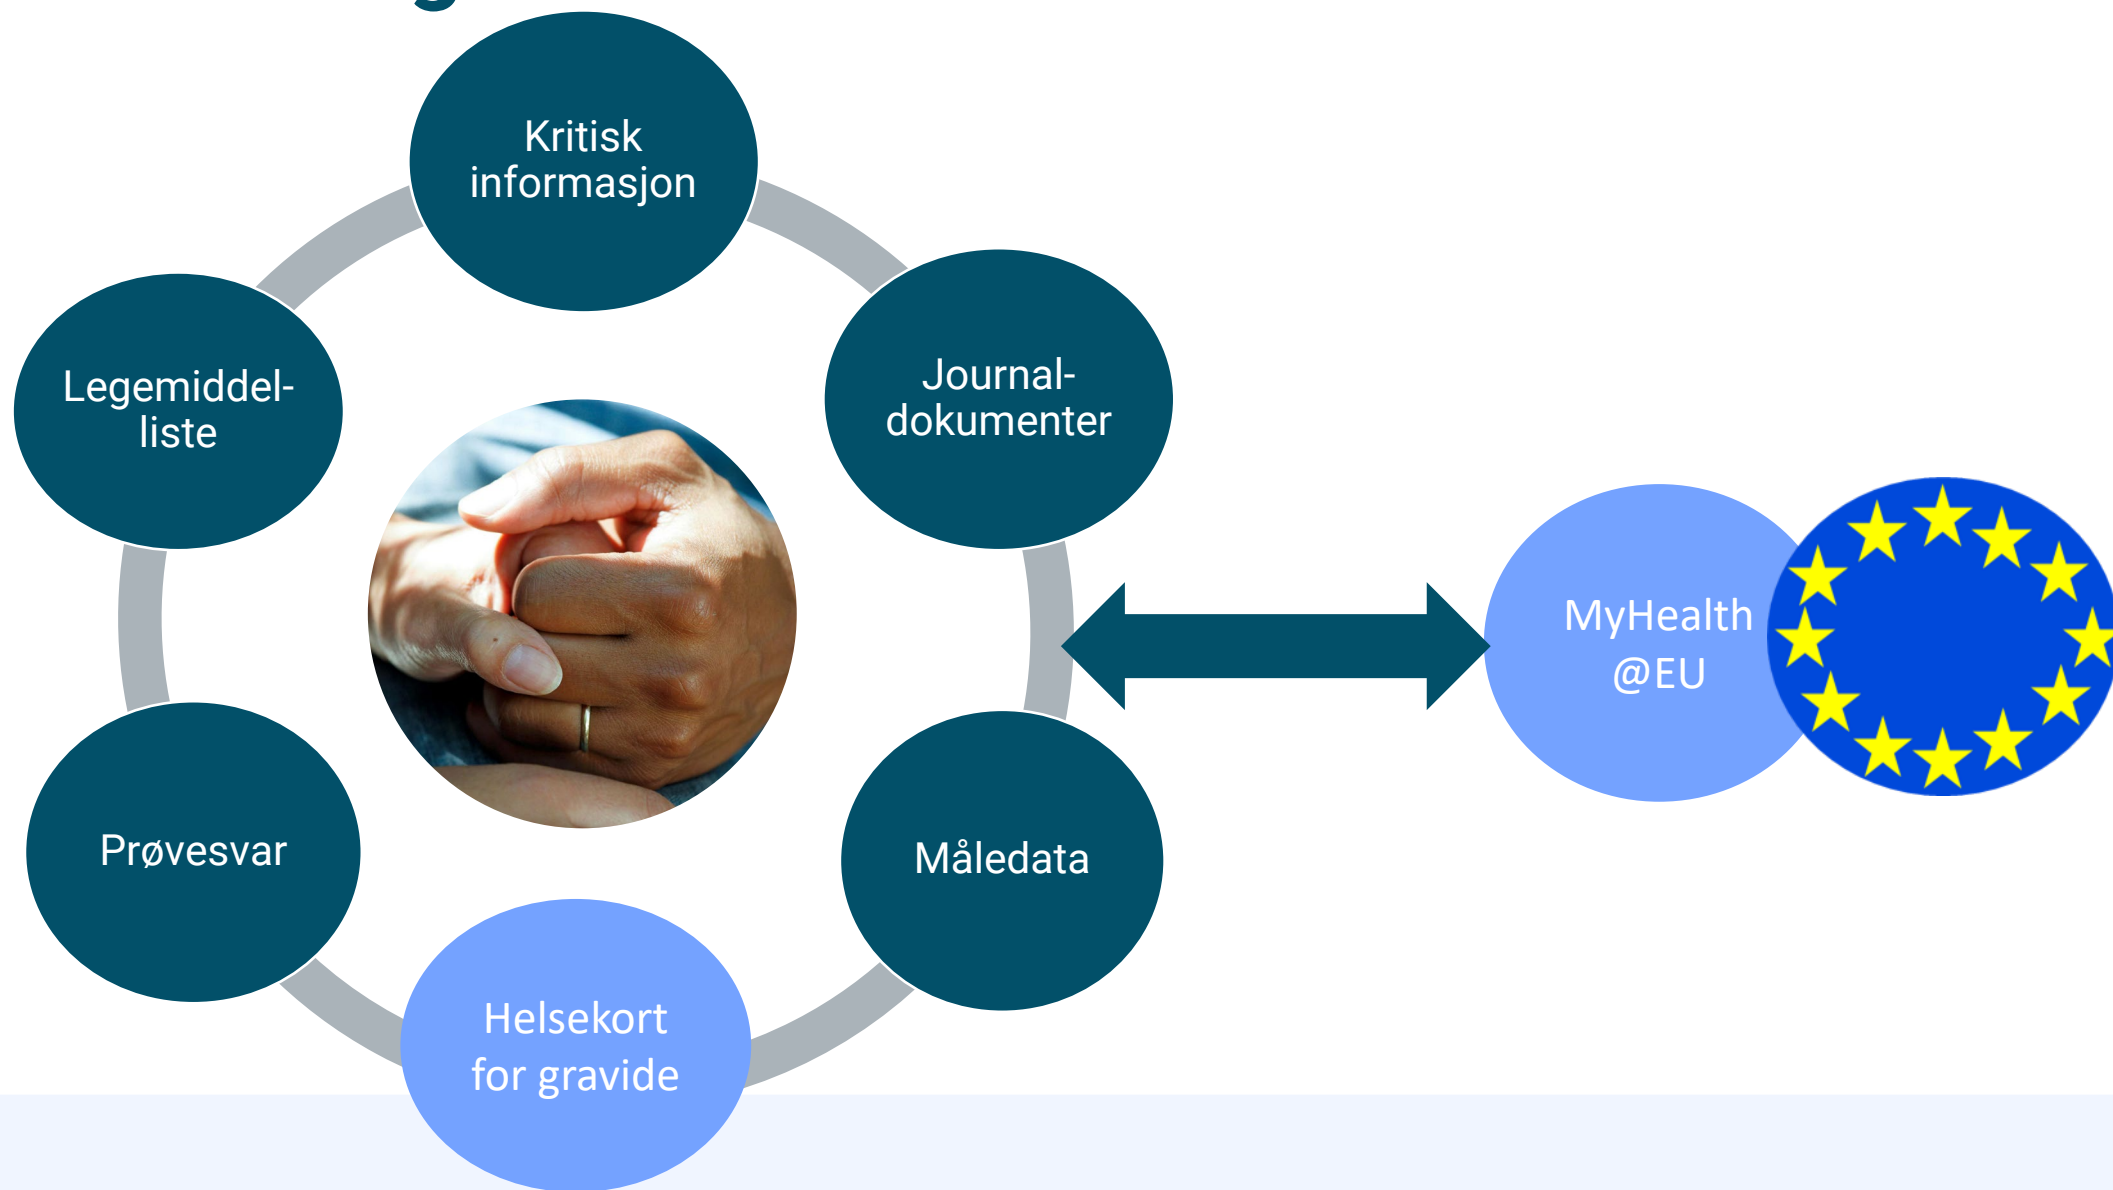 Kritisk
informasjon
Journal-
dokumenter
Legemiddel-
liste
MyHealth
@EU
Prøvesvar
Måledata
Helsekort
for gravide